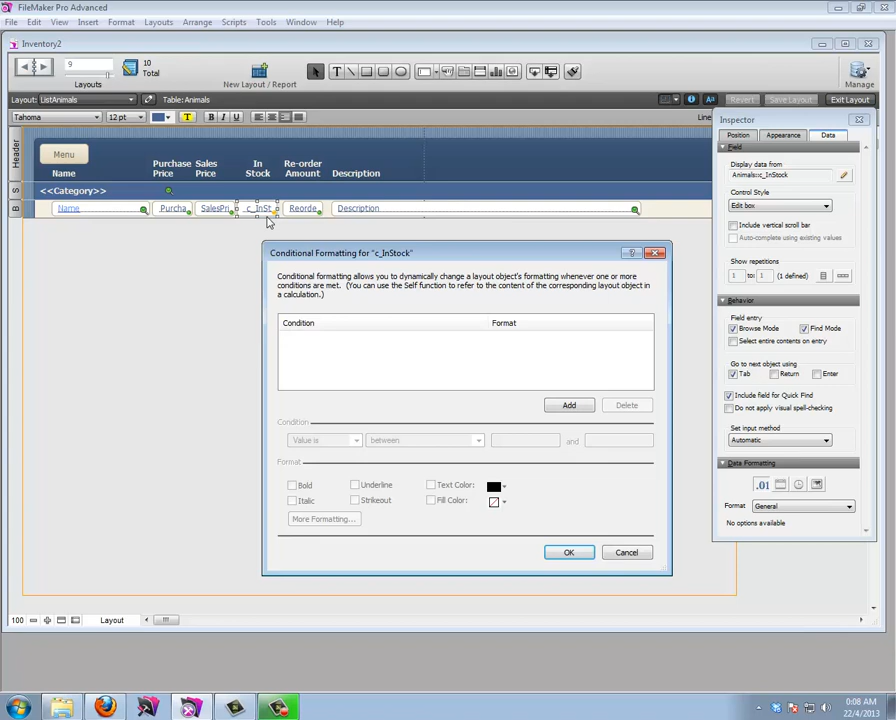 FileMaker Pro Advanced
File Edit View Insert Format Layouts Arrange Scripts Tools Window Help
Inventory2
9
10
Total
Layouts
New Layout / Report
Manage
Layout: ListAnimals
Table: Animals
Revert
Save Layout
Exit Layout
Tahoma
12 pt
B I U T
Line
Header
Menu
Name
Purchase
Price
Sales
Price
In
Stock
Re-order
Amount
Description
S
<<Category>>
B
Name
Purcha
SalesPri
c_InSt
Reorde
Description
Conditional Formatting for "c_InStock"
Conditional formatting allows you to dynamically change a layout object's formatting whenever one or more
conditions are met. (You can use the Self function to refer to the content of the corresponding layout object in
a calculation.)
Condition
Format
Add
Delete
Condition
Value is
between
and
Format
Bold
Underline
Text Color:
Italic
Strikeout
Fill Color:
More Formatting...
OK
Cancel
Inspector
Position
Appearance
Data
Field
Display data from
Animals::c_InStock
Control Style
Edit box
Include vertical scroll bar
Auto-complete using existing values
Show repetitions
1 to: 1 (1 defined)
Behavior
Field entry
Browse Mode
Find Mode
Select entire contents on entry
Go to next object using
Tab
Return
Enter
Include field for Quick Find
Do not apply visual spell-checking
Set input method
Automatic
Data Formatting
.01
Format
General
No options available
100
Layout
0:08 AM
22/4/2013